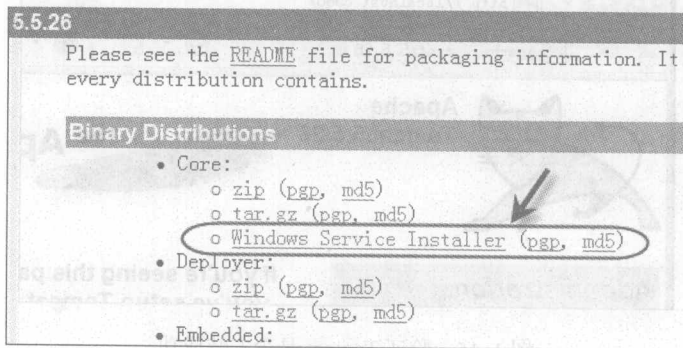 5.5.26
Please see the README file for packaging information. It
every distribution contains.
Binary Distributions
• Core:
o zip (pgp, md5)
o tar.gz (pgp, md5)
o Windows Service Installer (pgp, md5)
• Deployer:
o zip (pgp, md5)
o tar.gz (pgp, md5)
• Embedded: